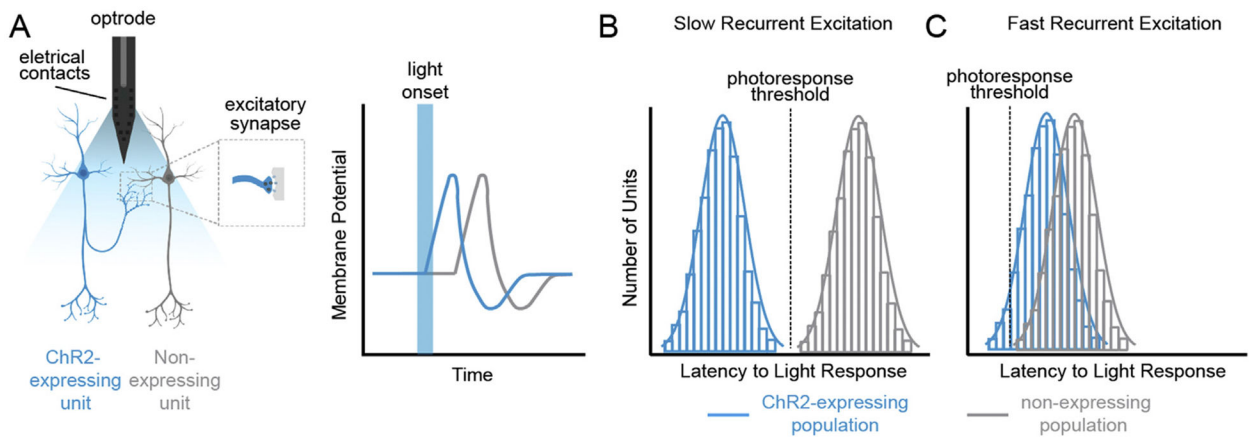 A
optrode
eletrical
contacts
excitatory
synapse
ChR2-
expressing
unit
Non-
expressing
unit
light
onset
Membrane Potential
Time
B
Slow Recurrent Excitation
photoresponse
threshold
Number of Units
Latency to Light Response
ChR2-expressing
population
C
Fast Recurrent Excitation
photoresponse
threshold
Latency to Light Response
non-expressing
population